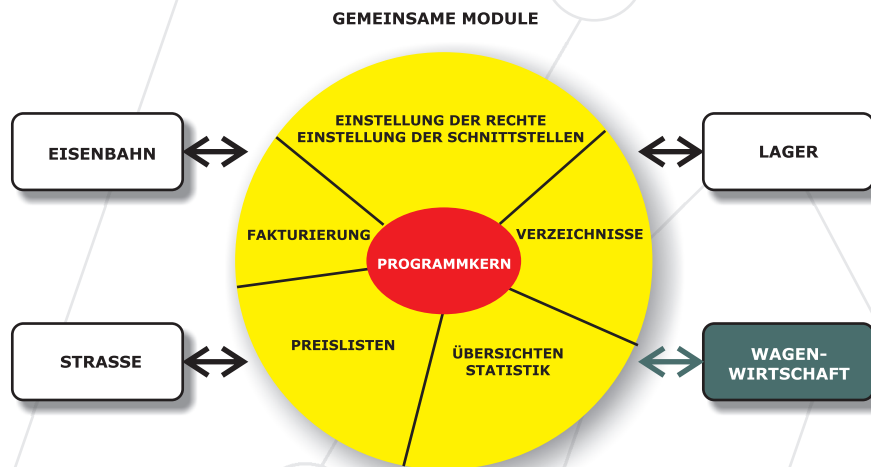 GEMEINSAME MODULE
EINSTELLUNG DER RECHTE
EINSTELLUNG DER SCHNITTSTELLEN
EISENBAHN
LAGER
FAKTURIERUNG
VERZEICHNISSE
PROGRAMMKERN
PREISLISTEN
ÜBERSICHTEN
STATISTIK
STRASSE
WAGEN-
WIRTSCHAFT